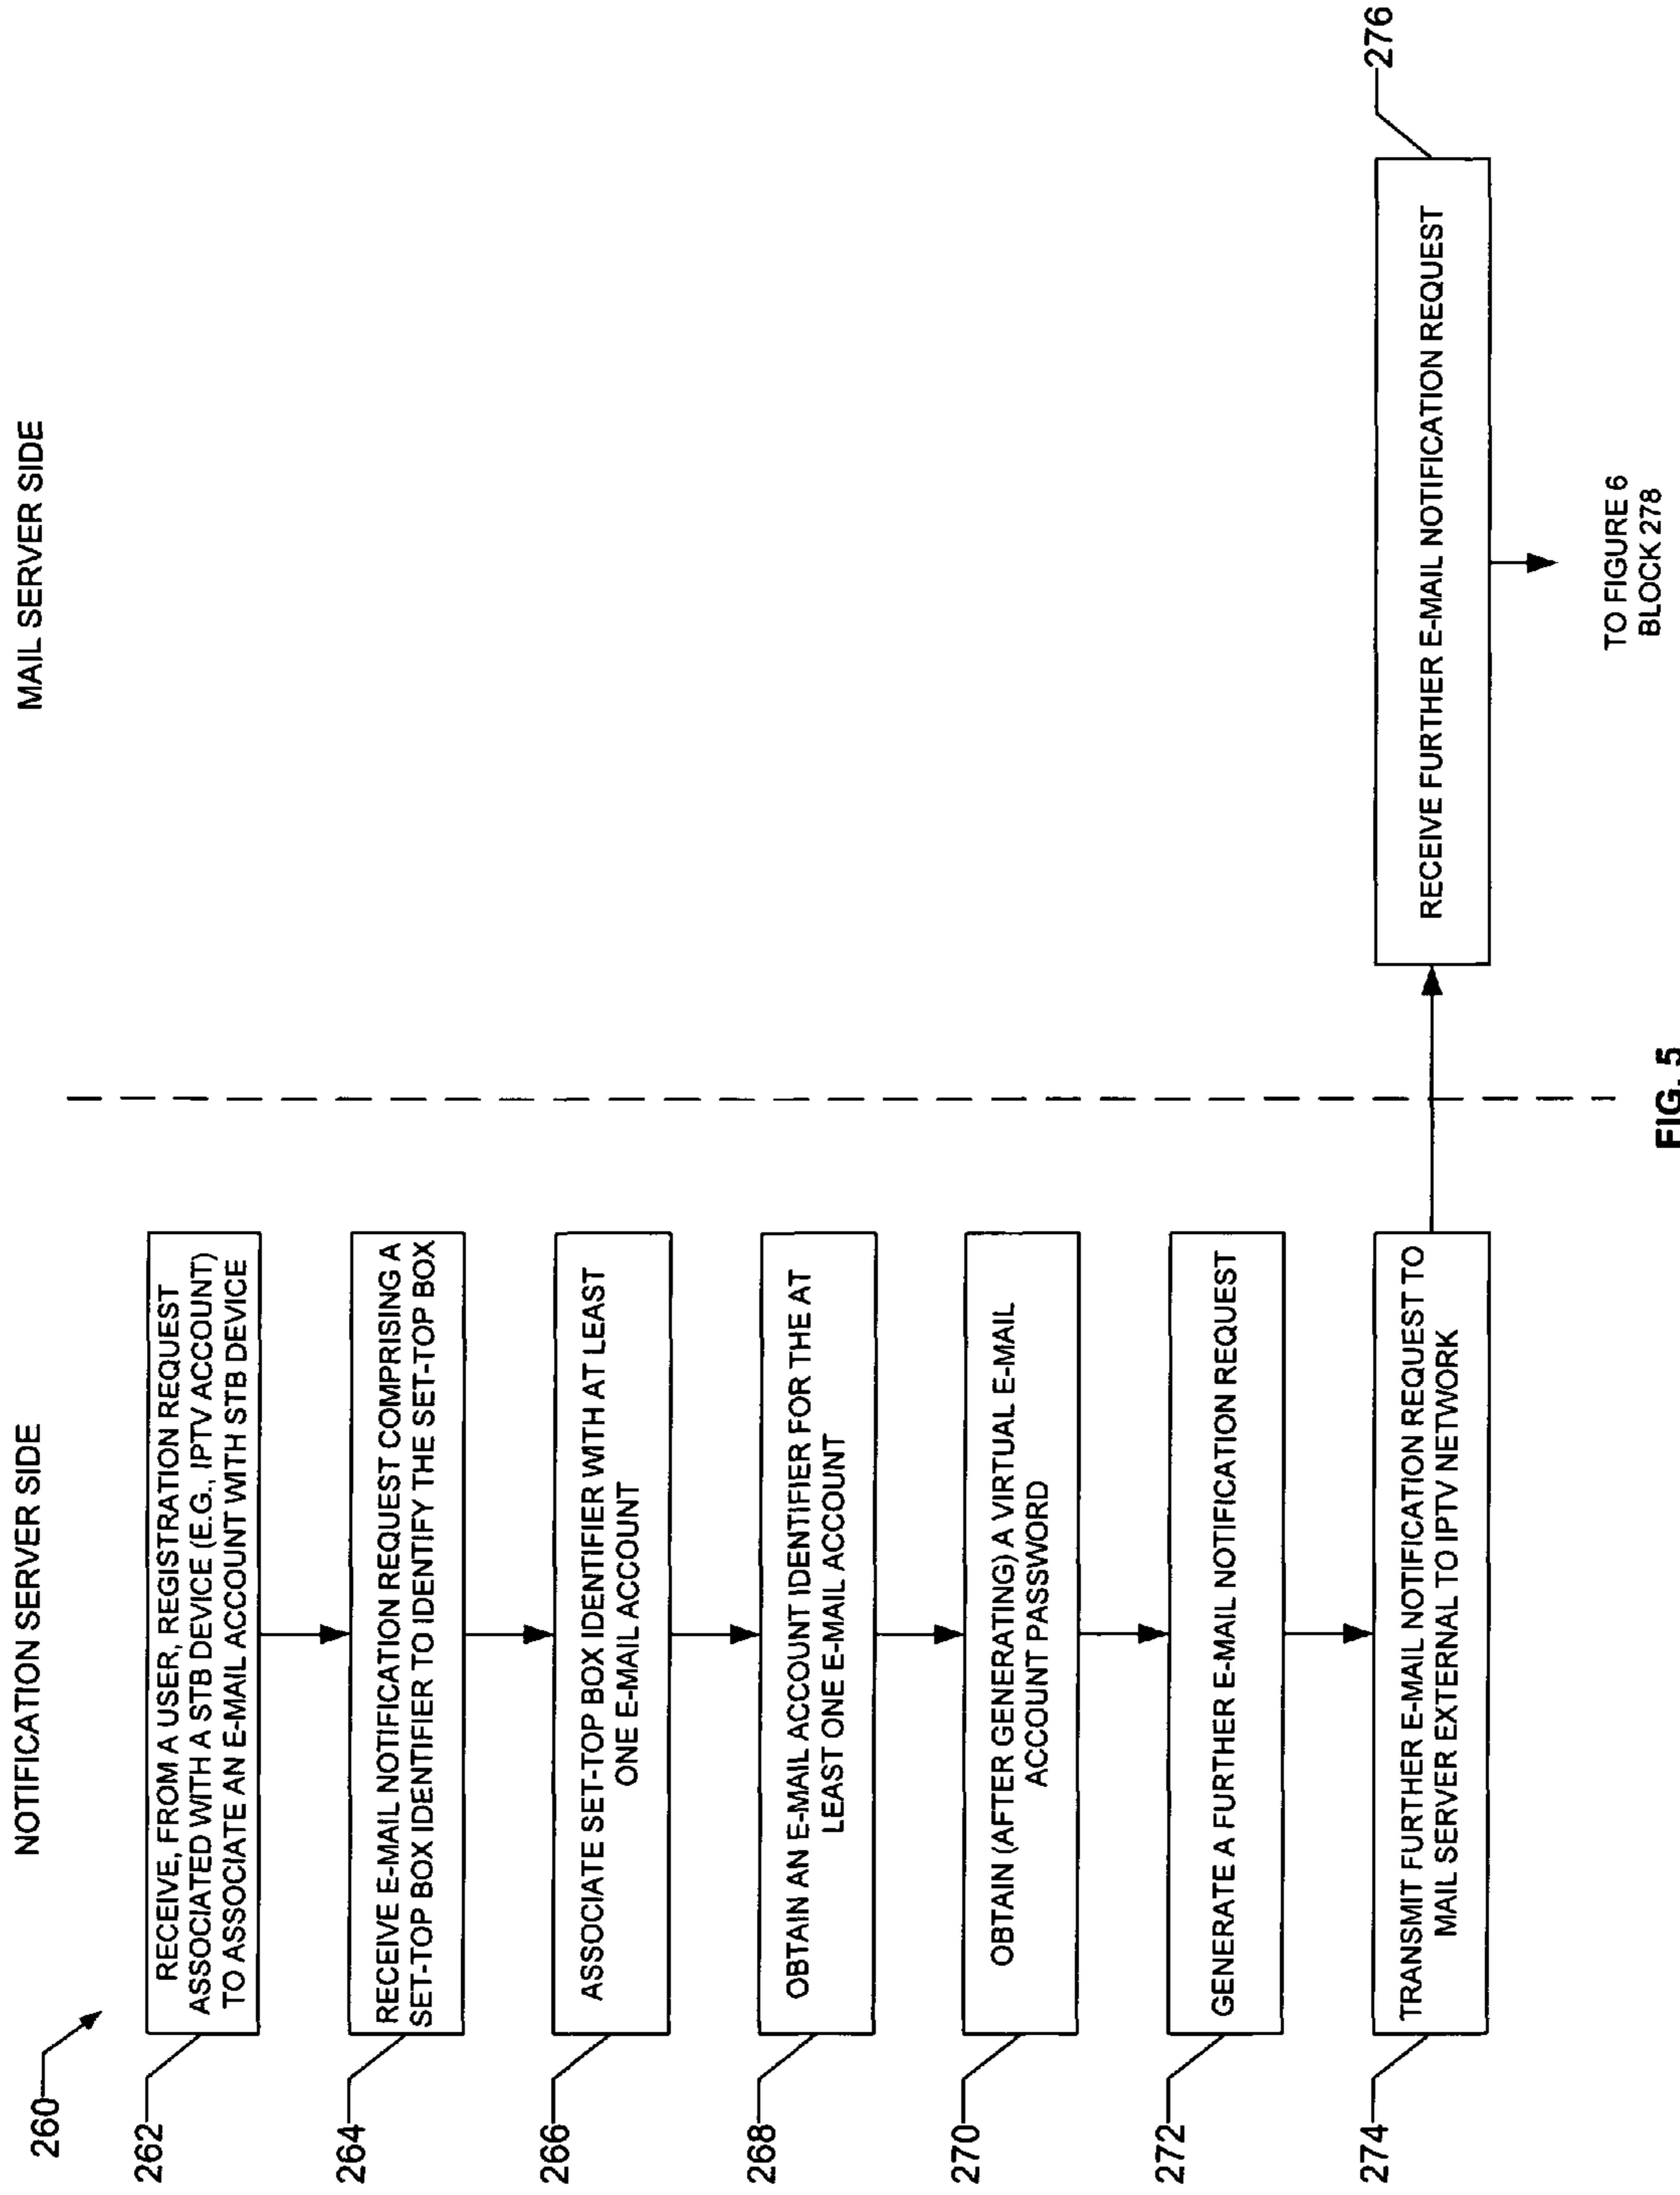 NOTIFICATION SERVER SIDE
MAIL SERVER SIDE
260
262
RECEIVE, FROM A USER, REGISTRATION REQUEST
ASSOCIATED WITH A STB DEVICE (E.G., IPTV ACCOUNT)
TO ASSOCIATE AN E-MAIL ACCOUNT WITH STB DEVICE
264
RECEIVE E-MAIL NOTIFICATION REQUEST COMPRISING A
SET-TOP BOX IDENTIFIER TO IDENTIFY THE SET-TOP BOX
266
ASSOCIATE SET-TOP BOX IDENTIFIER WITH AT LEAST
ONE E-MAIL ACCOUNT
268
OBTAIN AN E-MAIL ACCOUNT IDENTIFIER FOR THE AT
LEAST ONE E-MAIL ACCOUNT
270
OBTAIN (AFTER GENERATING) A VIRTUAL E-MAIL
ACCOUNT PASSWORD
272
GENERATE A FURTHER E-MAIL NOTIFICATION REQUEST
274
TRANSMIT FURTHER E-MAIL NOTIFICATION REQUEST TO
MAIL SERVER EXTERNAL TO IPTV NETWORK
276
RECEIVE FURTHER E-MAIL NOTIFICATION REQUEST
TO FIGURE 6
BLOCK 278
FIG. 5